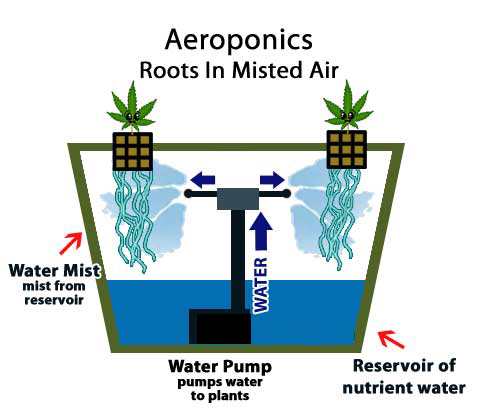 Aeroponics
Roots In Misted Air
WATER
Water Mist
mist from
reservoir
Water Pump
pumps water
to plants
Reservoir of
nutrient water